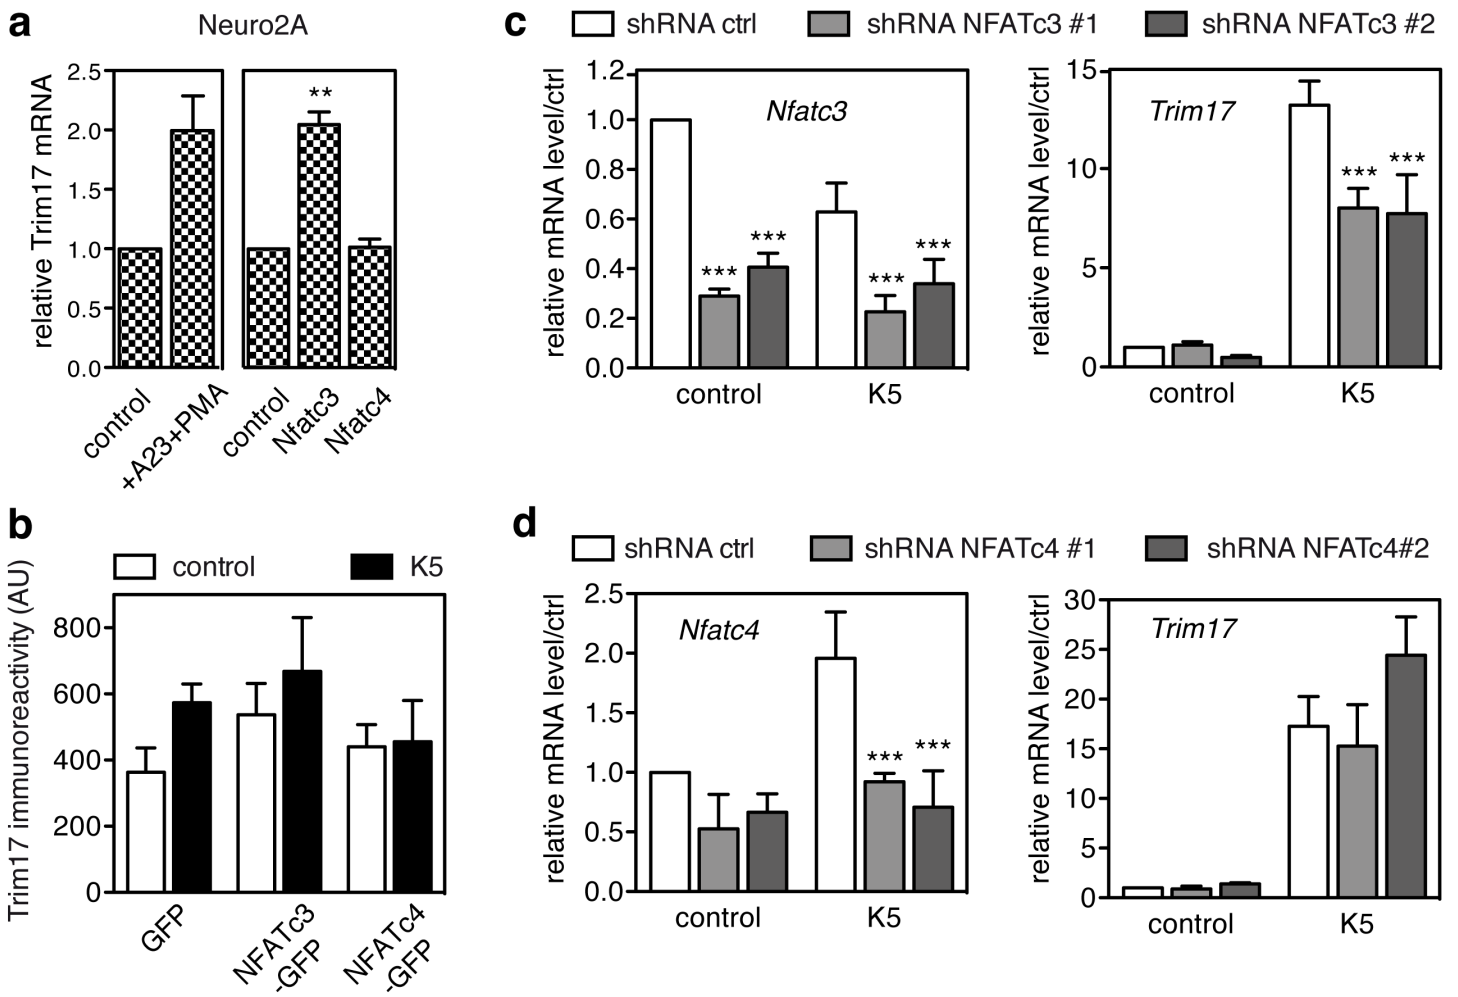 a
Neuro2A
relative Trim17 mRNA
2.5
2.0
1.5
1.0
0.5
0.0
**
control
+A23+PMA
control
Nfatc3
Nfatc4
b
control
K5
Trim17 immunoreactivity (AU)
800
600
400
200
0
GFP
NFATc3
-GFP
NFATc4
-GFP
c
shRNA ctrl
shRNA NFATc3 #1
shRNA NFATc3 #2
relative mRNA level/ctrl
1.2
1.0
0.8
0.6
0.4
0.2
0.0
Nfatc3
***
***
***
***
control
K5
relative mRNA level/ctrl
15
10
5
0
Trim17
***
***
control
K5
d
shRNA ctrl
shRNA NFATc4 #1
shRNA NFATc4#2
relative mRNA level/ctrl
2.5
2.0
1.5
1.0
0.5
0.0
Nfatc4
***
***
control
K5
relative mRNA level/ctrl
30
25
20
15
10
5
0
Trim17
control
K5